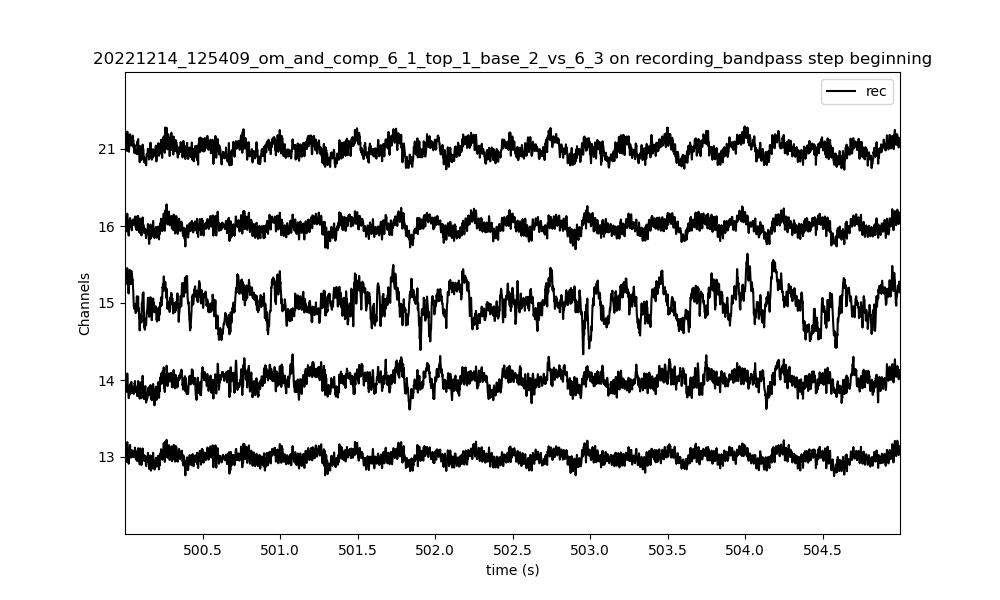 20221214_125409_om_and_comp_6_1_top_1_base_2_vs_6_3 on recording_bandpass step beginning
rec
21
16
15
14
13
Channels
500.5 501.0 501.5 502.0 502.5 503.0 503.5 504.0 504.5
time (s)